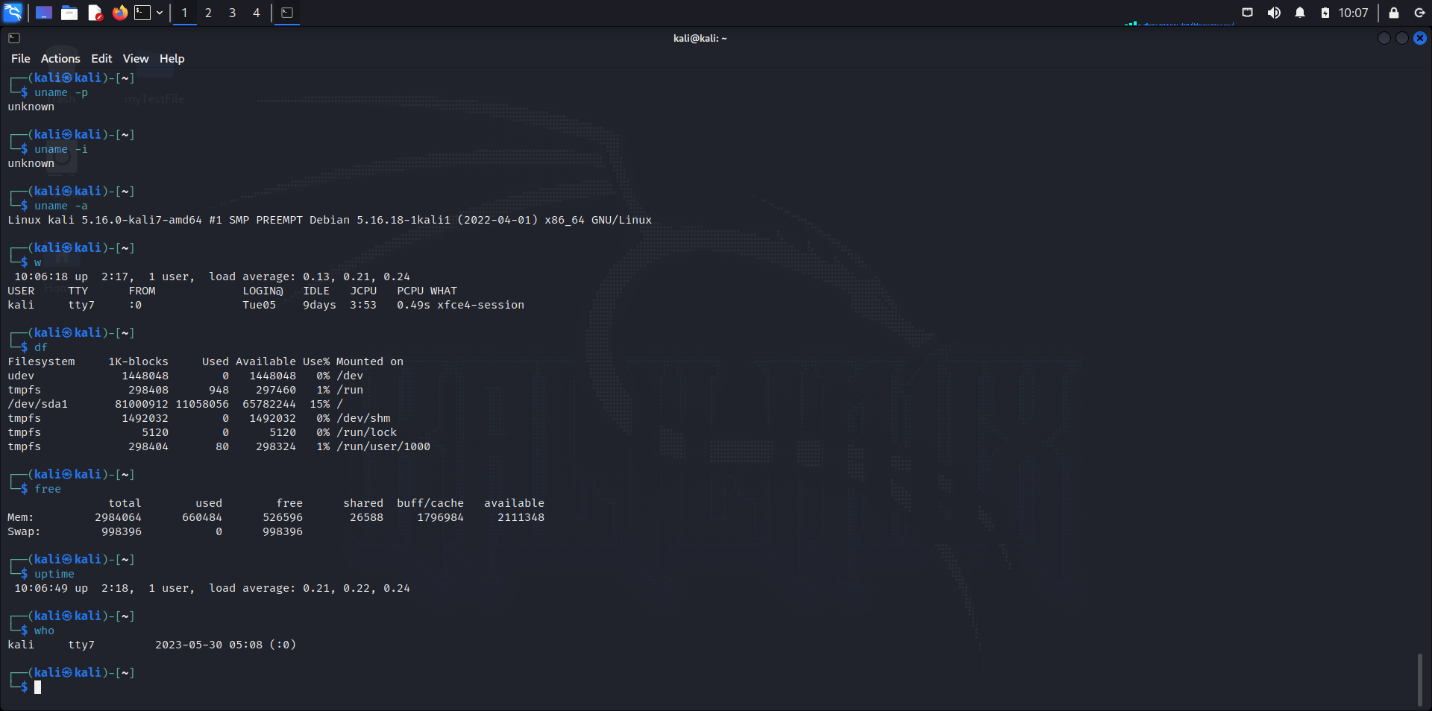 1 2 3 4 10:07
kali@kali: ~
File Actions Edit View Help
┌──(kali㉿kali)-[~]
└─$ uname -p
unknown
┌──(kali㉿kali)-[~]
└─$ uname -i
unknown
┌──(kali㉿kali)-[~]
└─$ uname -a
Linux kali 5.16.0-kali7-amd64 #1 SMP PREEMPT Debian 5.16.18-1kali1 (2022-04-01) x86_64 GNU/Linux
┌──(kali㉿kali)-[~]
└─$ w
10:06:18 up  2:17,  1 user,  load average: 0.13, 0.21, 0.24
USER     TTY      FROM             LOGIN@   IDLE   JCPU   PCPU WHAT
kali     tty7     :0               Tue05    9days  3:53   0.49s xfce4-session
┌──(kali㉿kali)-[~]
└─$ df
Filesystem     1K-blocks     Used Available Use% Mounted on
udev             1448048        0   1448048   0% /dev
tmpfs             298408      948    297460   1% /run
/dev/sda1       81000912 11058056  65782244  15% /
tmpfs            1492032        0   1492032   0% /dev/shm
tmpfs               5120        0      5120   0% /run/lock
tmpfs             298404       80    298324   1% /run/user/1000
┌──(kali㉿kali)-[~]
└─$ free
               total        used        free      shared  buff/cache   available
Mem:         2984064      660484      526596       26588     1796984     2111348
Swap:         998396           0      998396
┌──(kali㉿kali)-[~]
└─$ uptime
10:06:49 up  2:18,  1 user,  load average: 0.21, 0.22, 0.24
┌──(kali㉿kali)-[~]
└─$ who
kali     tty7         2023-05-30 05:08 (:0)
┌──(kali㉿kali)-[~]
└─$
myTestFile